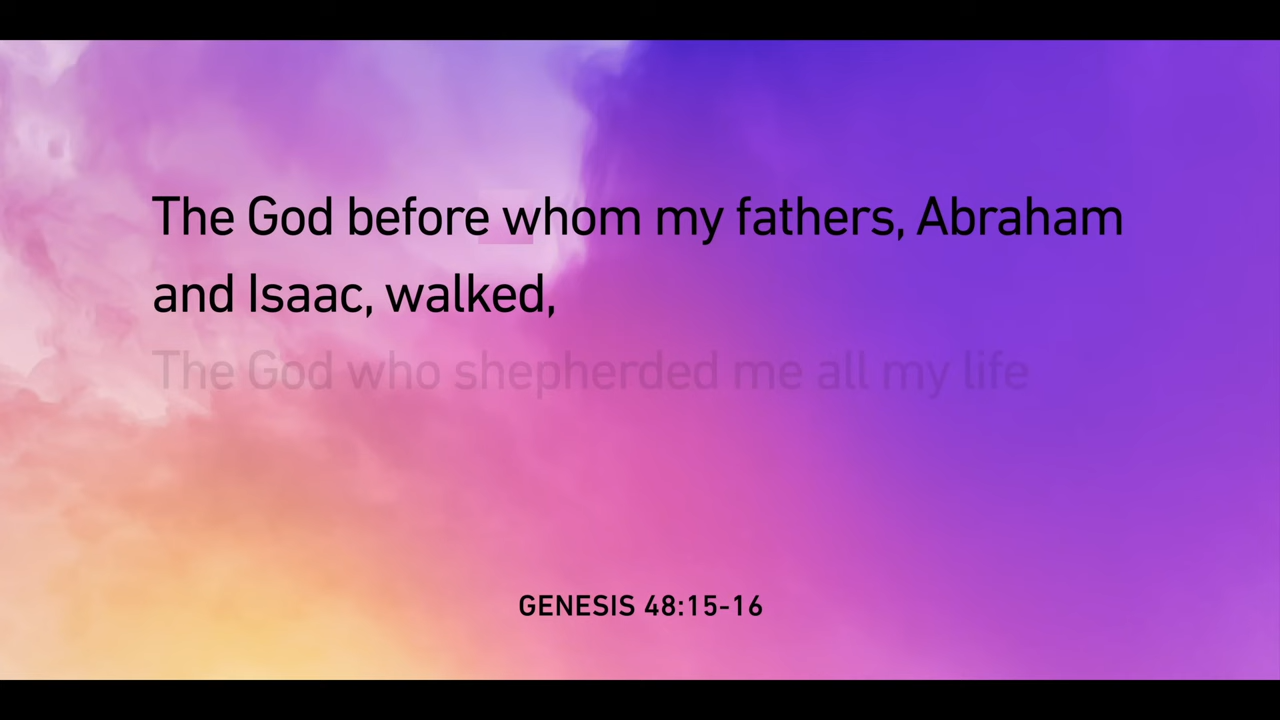 The God before whom my fathers, Abraham
and Isaac, walked,
The God who shepherded me all my life
GENESIS 48:15-16